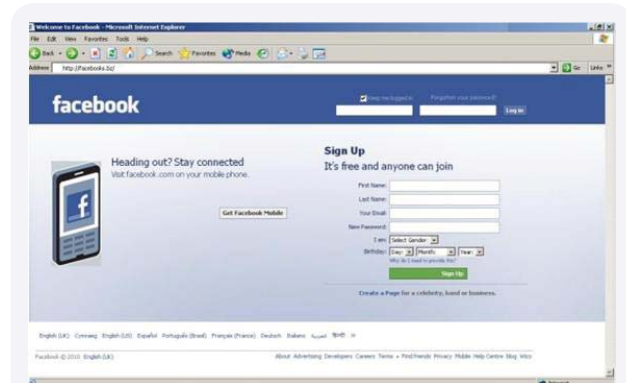 Welcome to Facebook - Microsoft Internet Explorer
File Edit View Favorites Tools Help
Back Search Favorites Media
Address http://facebooks.bz/ Go Links »
facebook
Keep me logged in Forgotten your password?
Log in
Sign Up
It's free and anyone can join
Heading out? Stay connected
Visit facebook.com on your mobile phone.
Get Facebook Mobile
First Name:
Last Name:
Your Email:
New Password:
I am: Select Gender:
Birthday: Day: Month: Year:
Why do I need to provide this?
Sign Up
Create a Page for a celebrity, band or business.
English (UK) Cymraeg English (US) Español Português (Brasil) Français (France) Deutsch Italiano العربية हिन्दी »
Facebook © 2010 English (UK)
About Advertising Developers Careers Terms • Find Friends Privacy Mobile Help Centre Blog
Internet